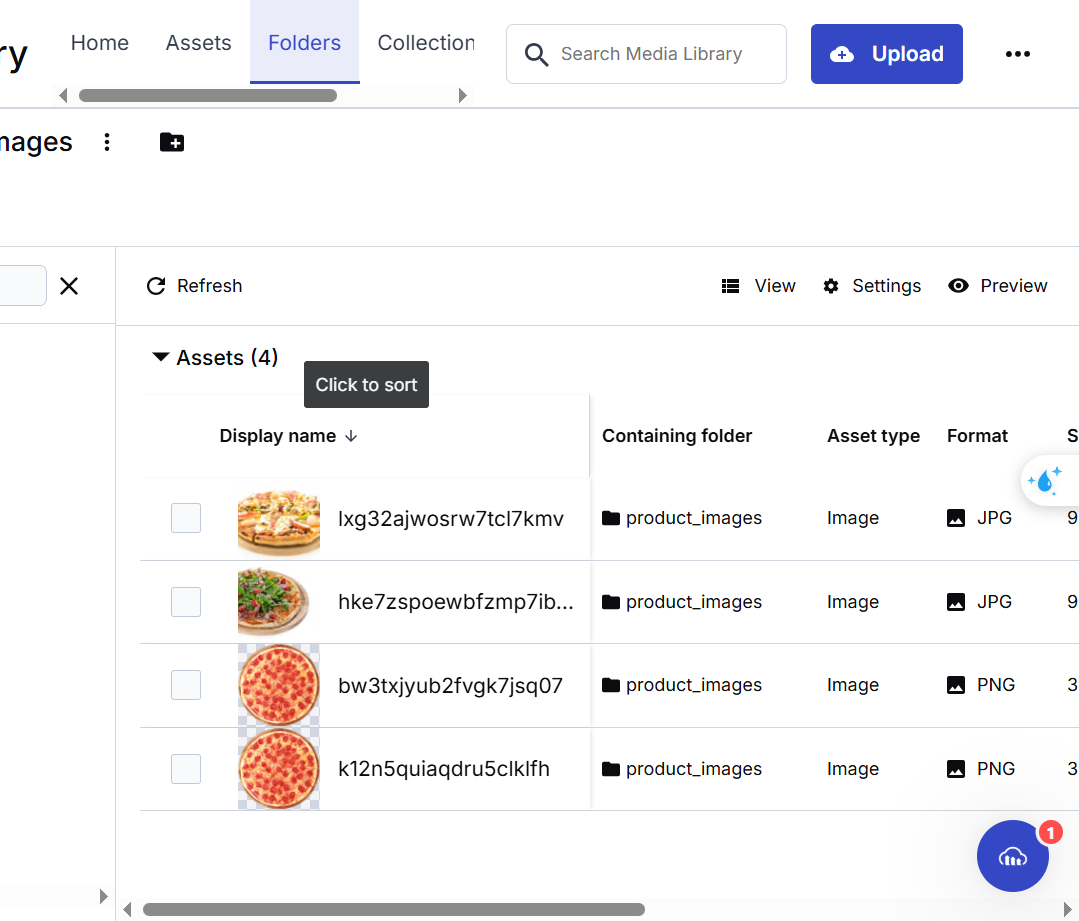 ry
Home Assets Folders Collection
Search Media Library
Upload
mages
Refresh
View Settings Preview
Assets (4)
Click to sort
Display name ↓ Containing folder Asset type Format S
lxg32ajwosrw7tcl7kmv product_images Image JPG 9
hke7zspoewbfzmp7ib... product_images Image JPG 9
bw3txjyub2fvgk7jsq07 product_images Image PNG 3
k12n5quiaqdru5clklfh product_images Image PNG 3
1